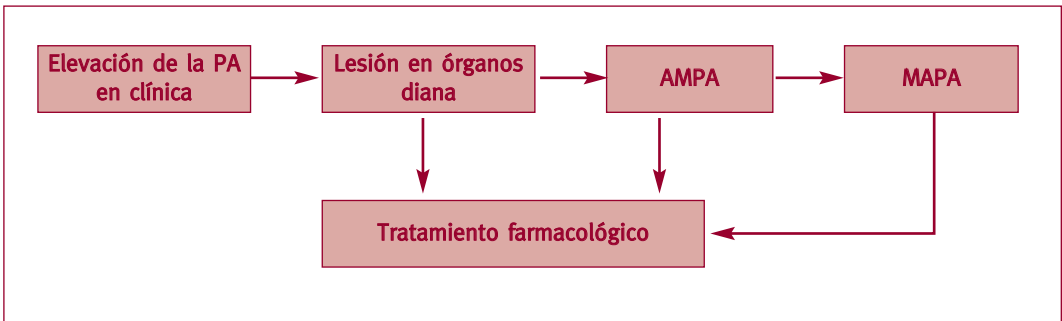 Elevación de la PA
en clínica
Lesión en órganos
diana
AMPA
MAPA
Tratamiento farmacológico